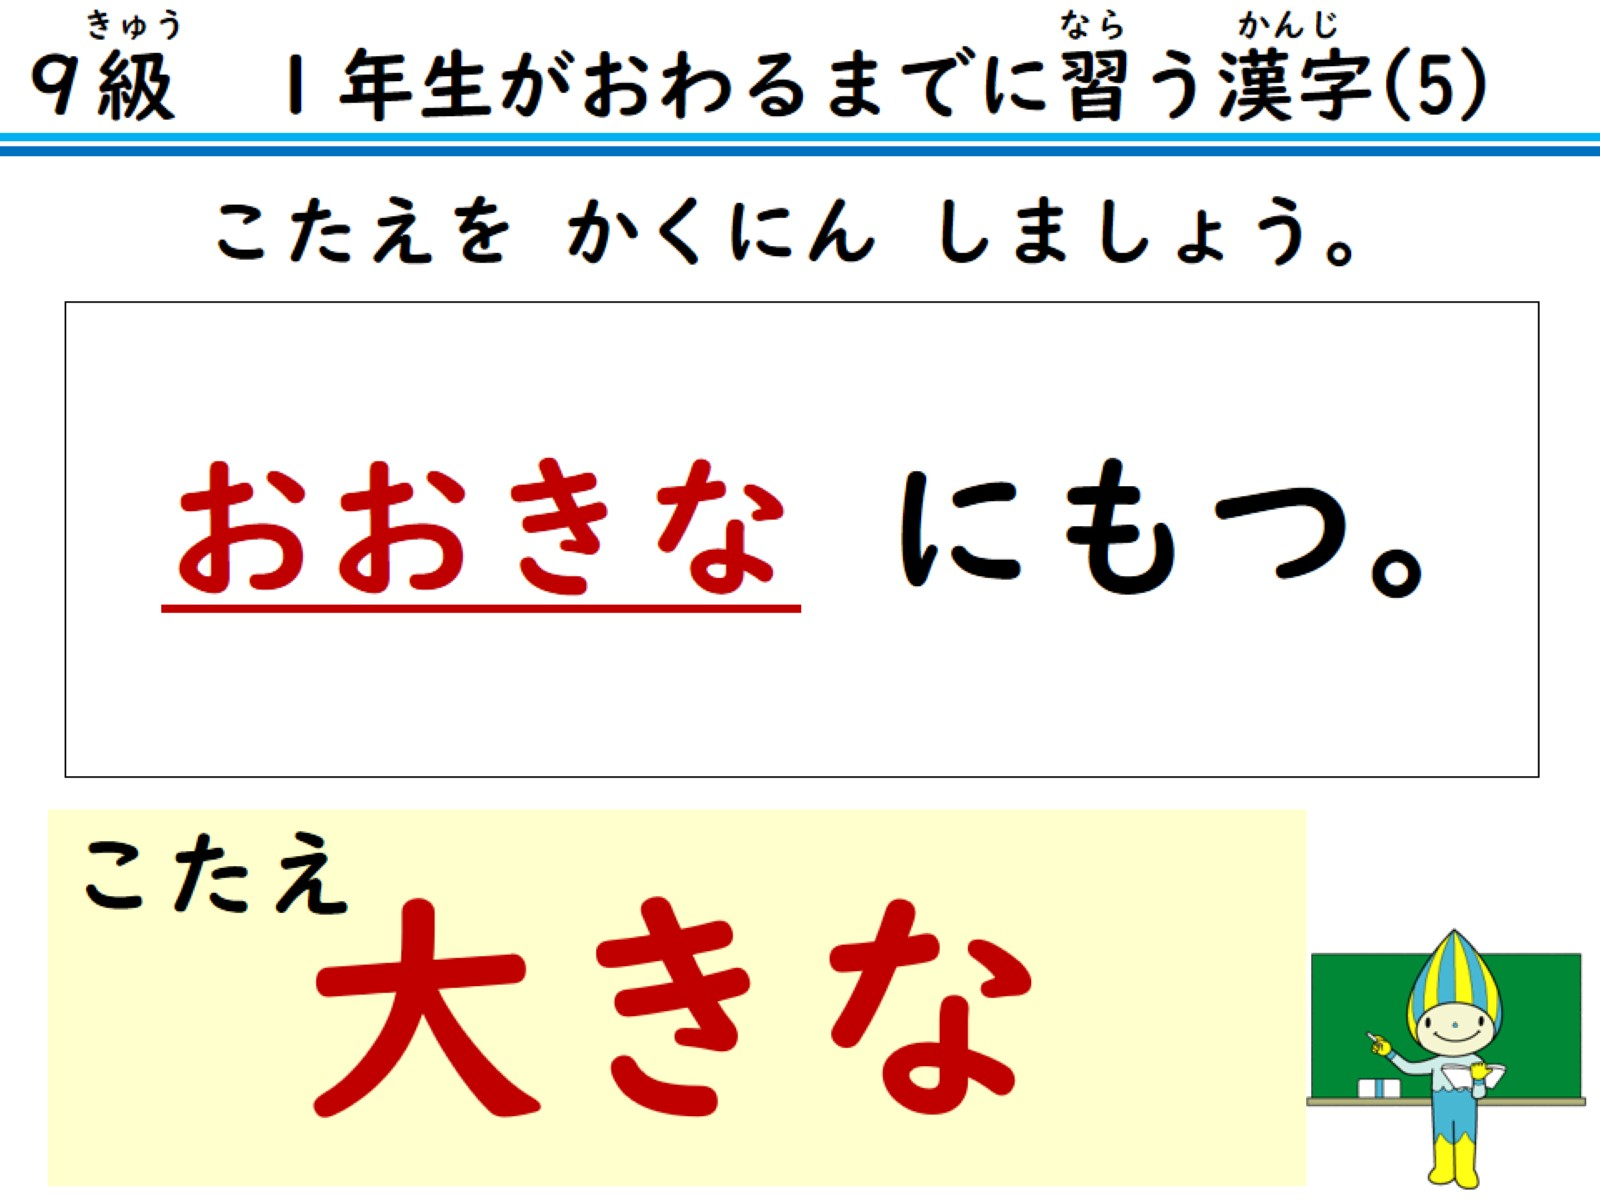 きゅう なら かんじ
９級　１年生がおわるまでに習う漢字(5)
こたえを かくにん しましょう。
おおきな にもつ。
こたえ
大きな